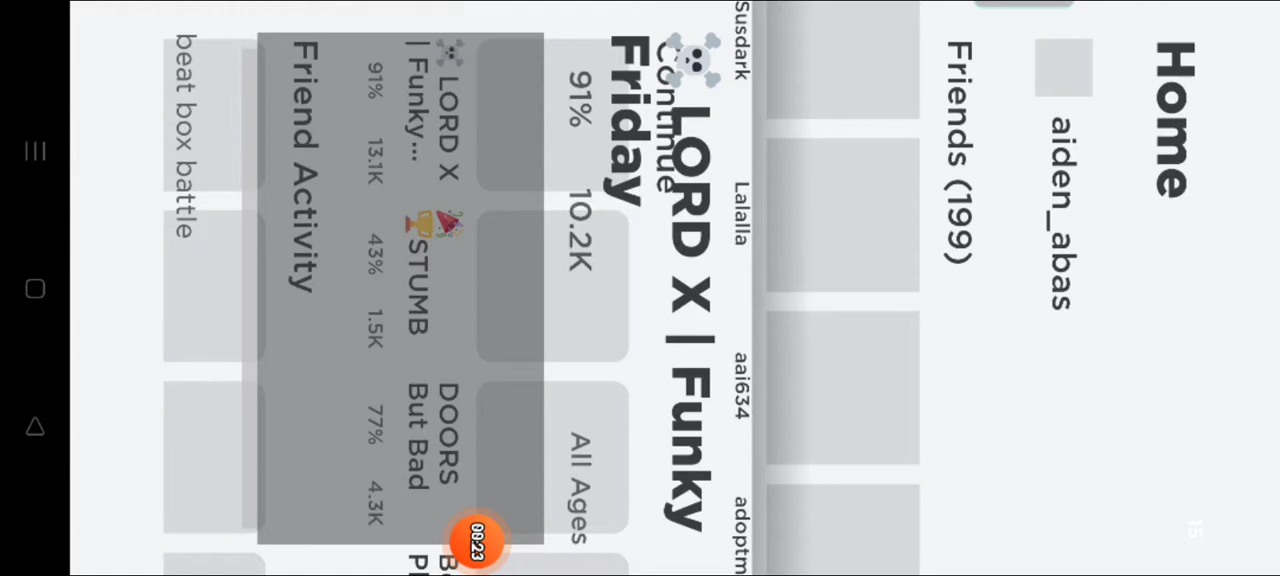 Home
aiden_abas
Friends (199)
Susdark Lalalla aai634 adoptm
Continue
☠️ LORD X | Funky
Friday
91% 10.2K All Ages
☠️ LORD X
| Funky...
91% 13.1K
🎉
🏆STUMB
43% 1.5K
DOORS
But Bad
77% 4.3K
Friend Activity
beat box battle
00:23
15